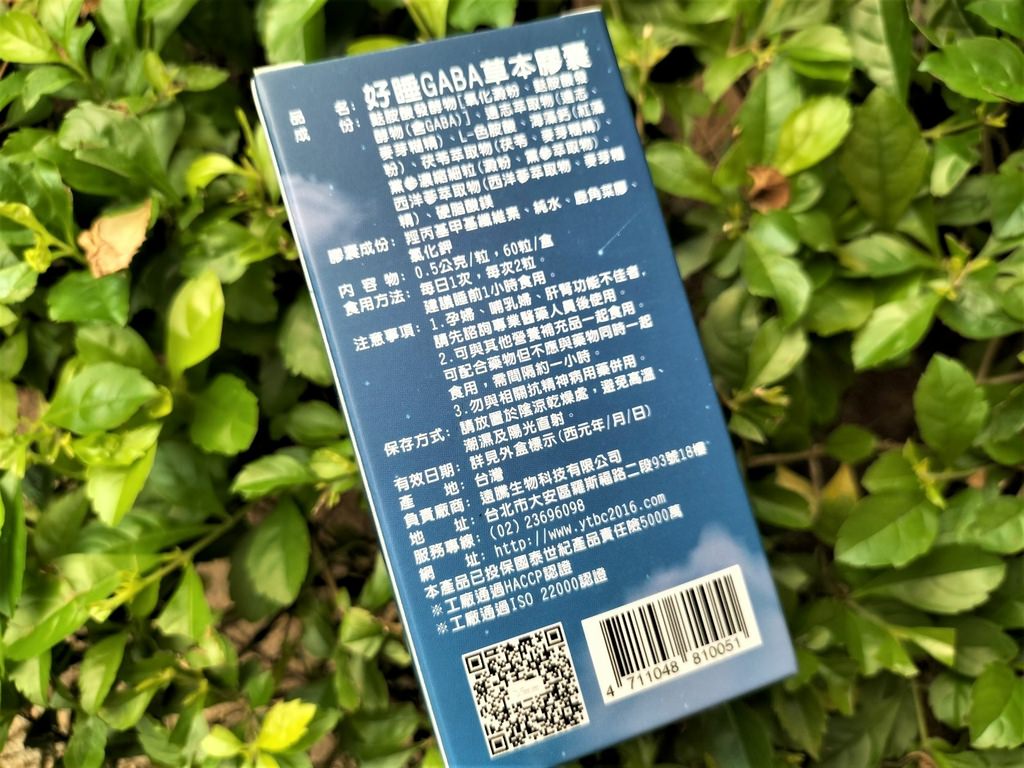 品名: 好睡GABA草本膠囊
成份: 麩胺酸發酵物[氯化滑粉、麩胺酸發
酵物(含GABA)]、遠志萃取物(遠志、
麥芽糊精)、L-色胺酸、海藻鈣(紅藻
粉)、茯苓萃取物(茯苓、麥芽糊精)、
濃縮細粒(澱粉、萃取物)、
西洋蔘萃取物(西洋蔘萃取物、麥芽糊
精)、硬脂酸鎂
膠囊成份: 羥丙基甲基纖維素、純水、鹿角菜膠、
氯化鉀
內容物: 0.5公克/粒,60粒/盒
食用方法: 每日1次,每次2粒。
建議睡前1小時食用。
注意事項: 1.孕婦、哺乳婦、肝腎功能不佳者,
請先諮詢專業醫藥人員後使用。
2.可與其他營養補充品一起食用。
可配合藥物但不應與藥物同時一起
食用,需間隔約一小時。
3.勿與相關抗精神病用藥併用。
保存方式: 請放置於陰涼乾燥處,避免高溫、
潮濕及陽光直射。
有效日期: 詳見外盒標示(西元年/月/日)
產地: 台灣
負責廠商: 遠騰生物科技有限公司
地址: 台北市大安區羅斯福路二段93號18樓
服務專線: (02) 23696098
網址: http://www.ytbc2016.com
本產品已投保國泰世紀產品責任險5000萬
※工廠通過HACCP認證
※工廠通過ISO 22000認證
4 711048 810051